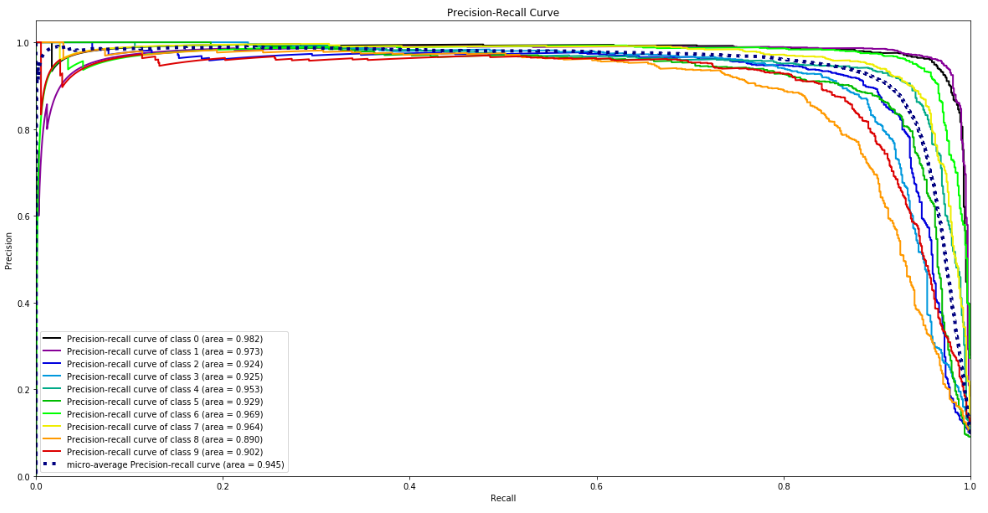 Precision-Recall Curve
1.0
0.8
0.6
0.4
0.2
0.0
Precision
Precision-recall curve of class 0 (area = 0.982)
Precision-recall curve of class 1 (area = 0.973)
Precision-recall curve of class 2 (area = 0.924)
Precision-recall curve of class 3 (area = 0.925)
Precision-recall curve of class 4 (area = 0.953)
Precision-recall curve of class 5 (area = 0.929)
Precision-recall curve of class 6 (area = 0.969)
Precision-recall curve of class 7 (area = 0.964)
Precision-recall curve of class 8 (area = 0.890)
Precision-recall curve of class 9 (area = 0.902)
micro-average Precision-recall curve (area = 0.945)
0.0 0.2 0.4 0.6 0.8 1.0
Recall